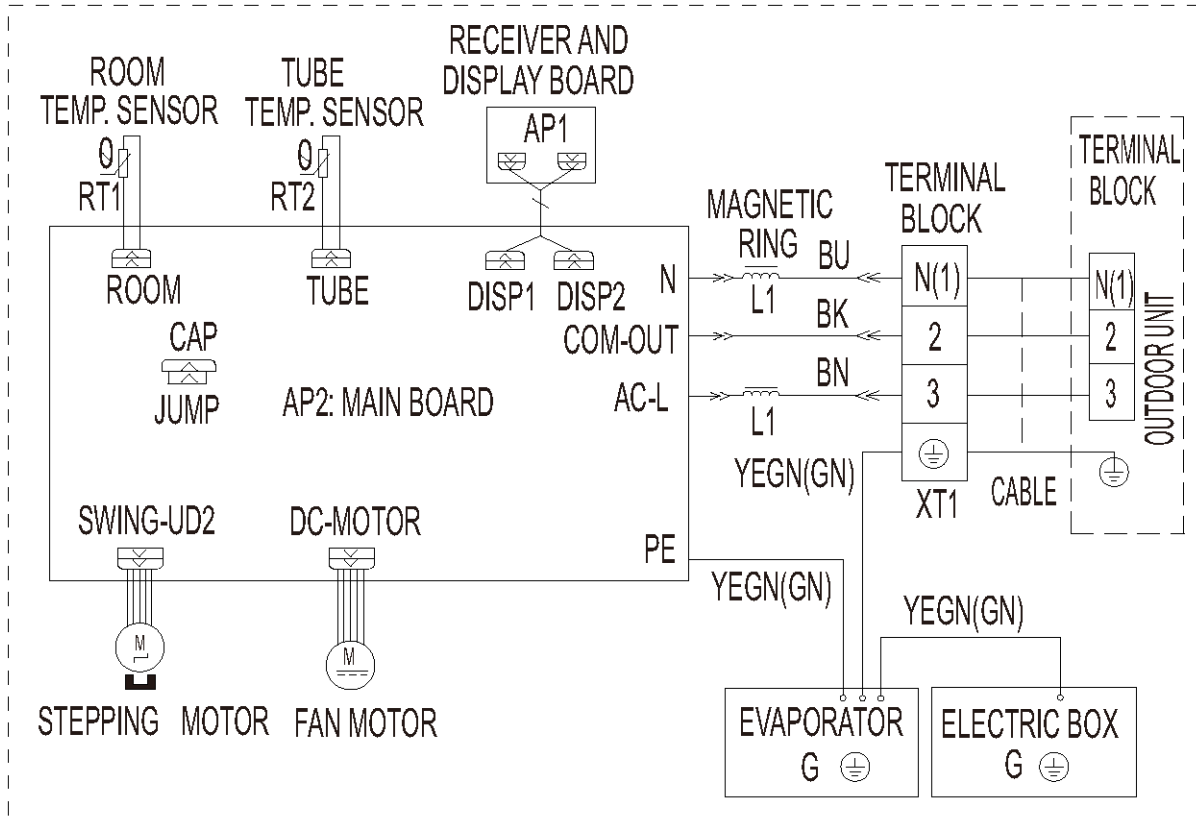 ROOM
TEMP. SENSOR
RT1
TUBE
TEMP. SENSOR
RT2
RECEIVER AND
DISPLAY BOARD
AP1
ROOM
TUBE
DISP1
DISP2
CAP
JUMP
AP2: MAIN BOARD
N
COM-OUT
AC-L
PE
MAGNETIC
RING
L1
BU
BK
BN
L1
YEGN(GN)
TERMINAL
BLOCK
N(1)
2
3
XT1
CABLE
TERMINAL
BLOCK
N(1)
2
3
OUTDOOR UNIT
SWING-UD2
DC-MOTOR
M
M
STEPPING MOTOR
FAN MOTOR
YEGN(GN)
YEGN(GN)
EVAPORATOR
G
ELECTRIC BOX
G